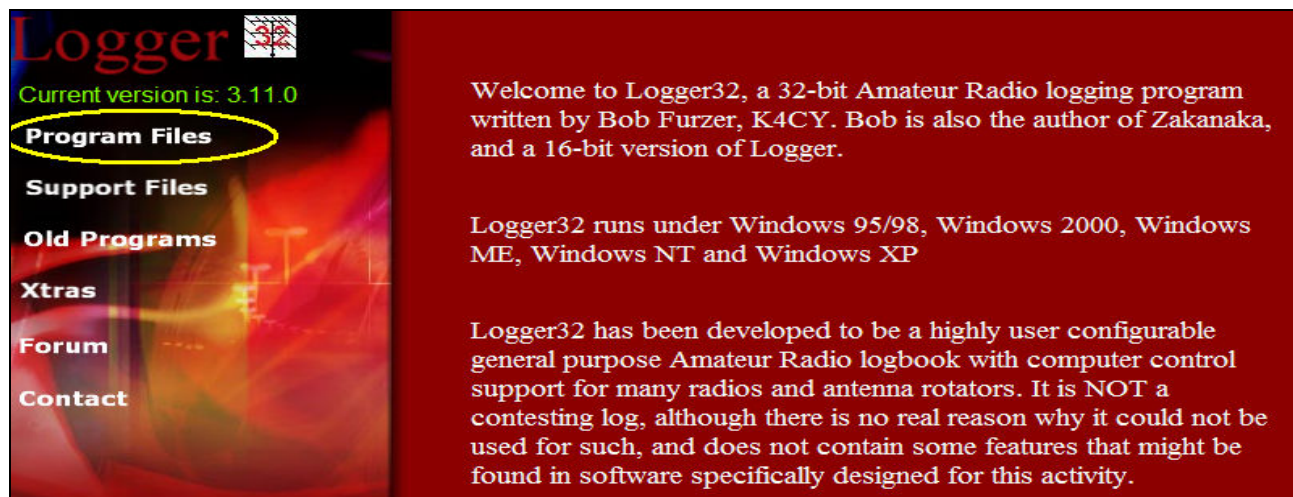 Logger 32
Current version is: 3.11.0
Program Files
Support Files
Old Programs
Xtras
Forum
Contact
Welcome to Logger32, a 32-bit Amateur Radio logging program
written by Bob Furzer, K4CY. Bob is also the author of Zakanaka,
and a 16-bit version of Logger.
Logger32 runs under Windows 95/98, Windows 2000, Windows
ME, Windows NT and Windows XP
Logger32 has been developed to be a highly user configurable
general purpose Amateur Radio logbook with computer control
support for many radios and antenna rotators. It is NOT a
contesting log, although there is no real reason why it could not be
used for such, and does not contain some features that might be
found in software specifically designed for this activity.